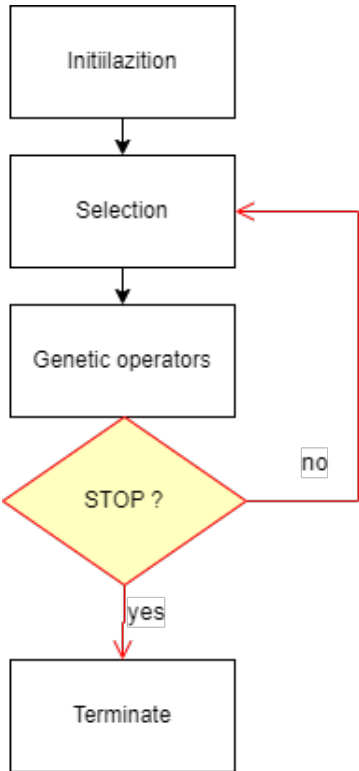 Initiilazition
Selection
Genetic operators
STOP ?
no
yes
Terminate